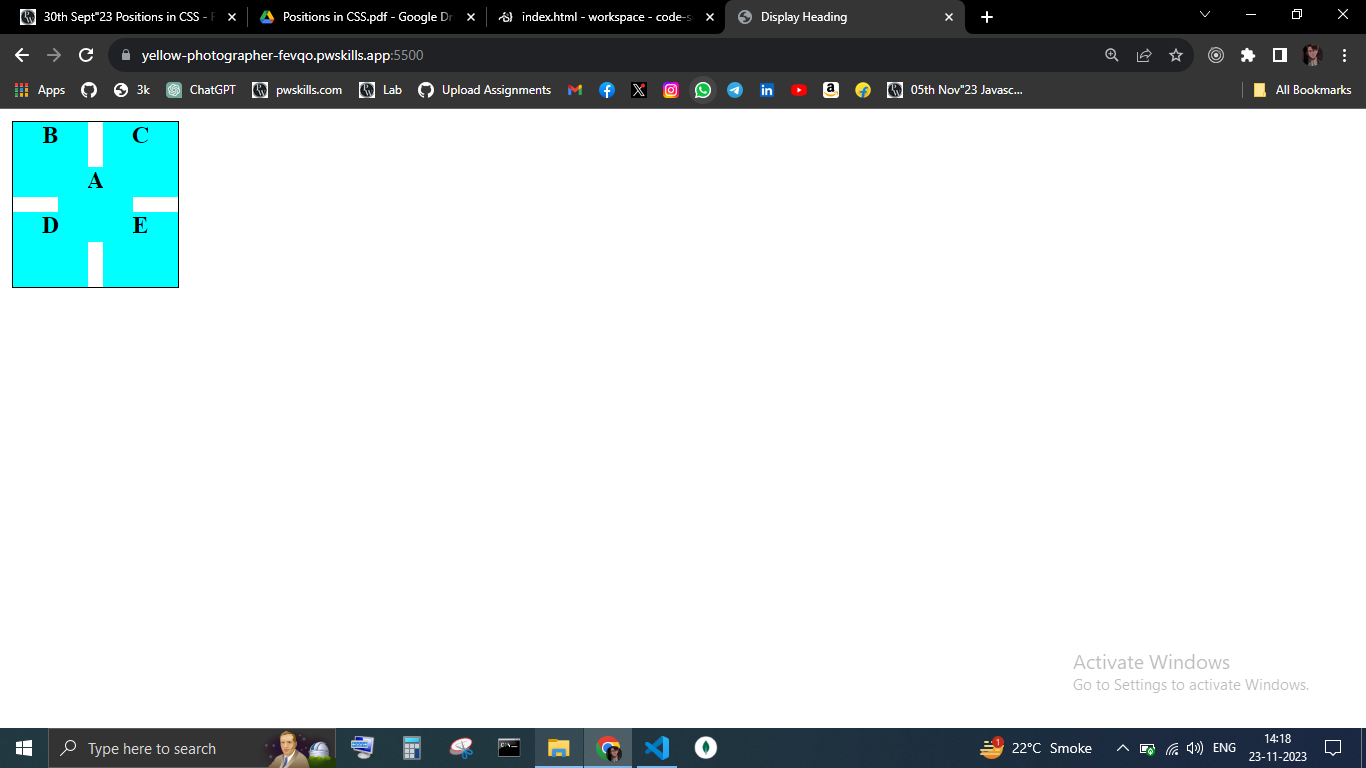 30th Sept"23 Positions in CSS - F
Positions in CSS.pdf - Google Dr
index.html - workspace - code-s
Display Heading
yellow-photographer-fevqo.pwskills.app:5500
Apps
3k
ChatGPT
pwskills.com
Lab
Upload Assignments
05th Nov"23 Javasc...
All Bookmarks
B C
A
D E
Activate Windows
Go to Settings to activate Windows.
Type here to search
1
22°C Smoke
ENG
14:18
23-11-2023